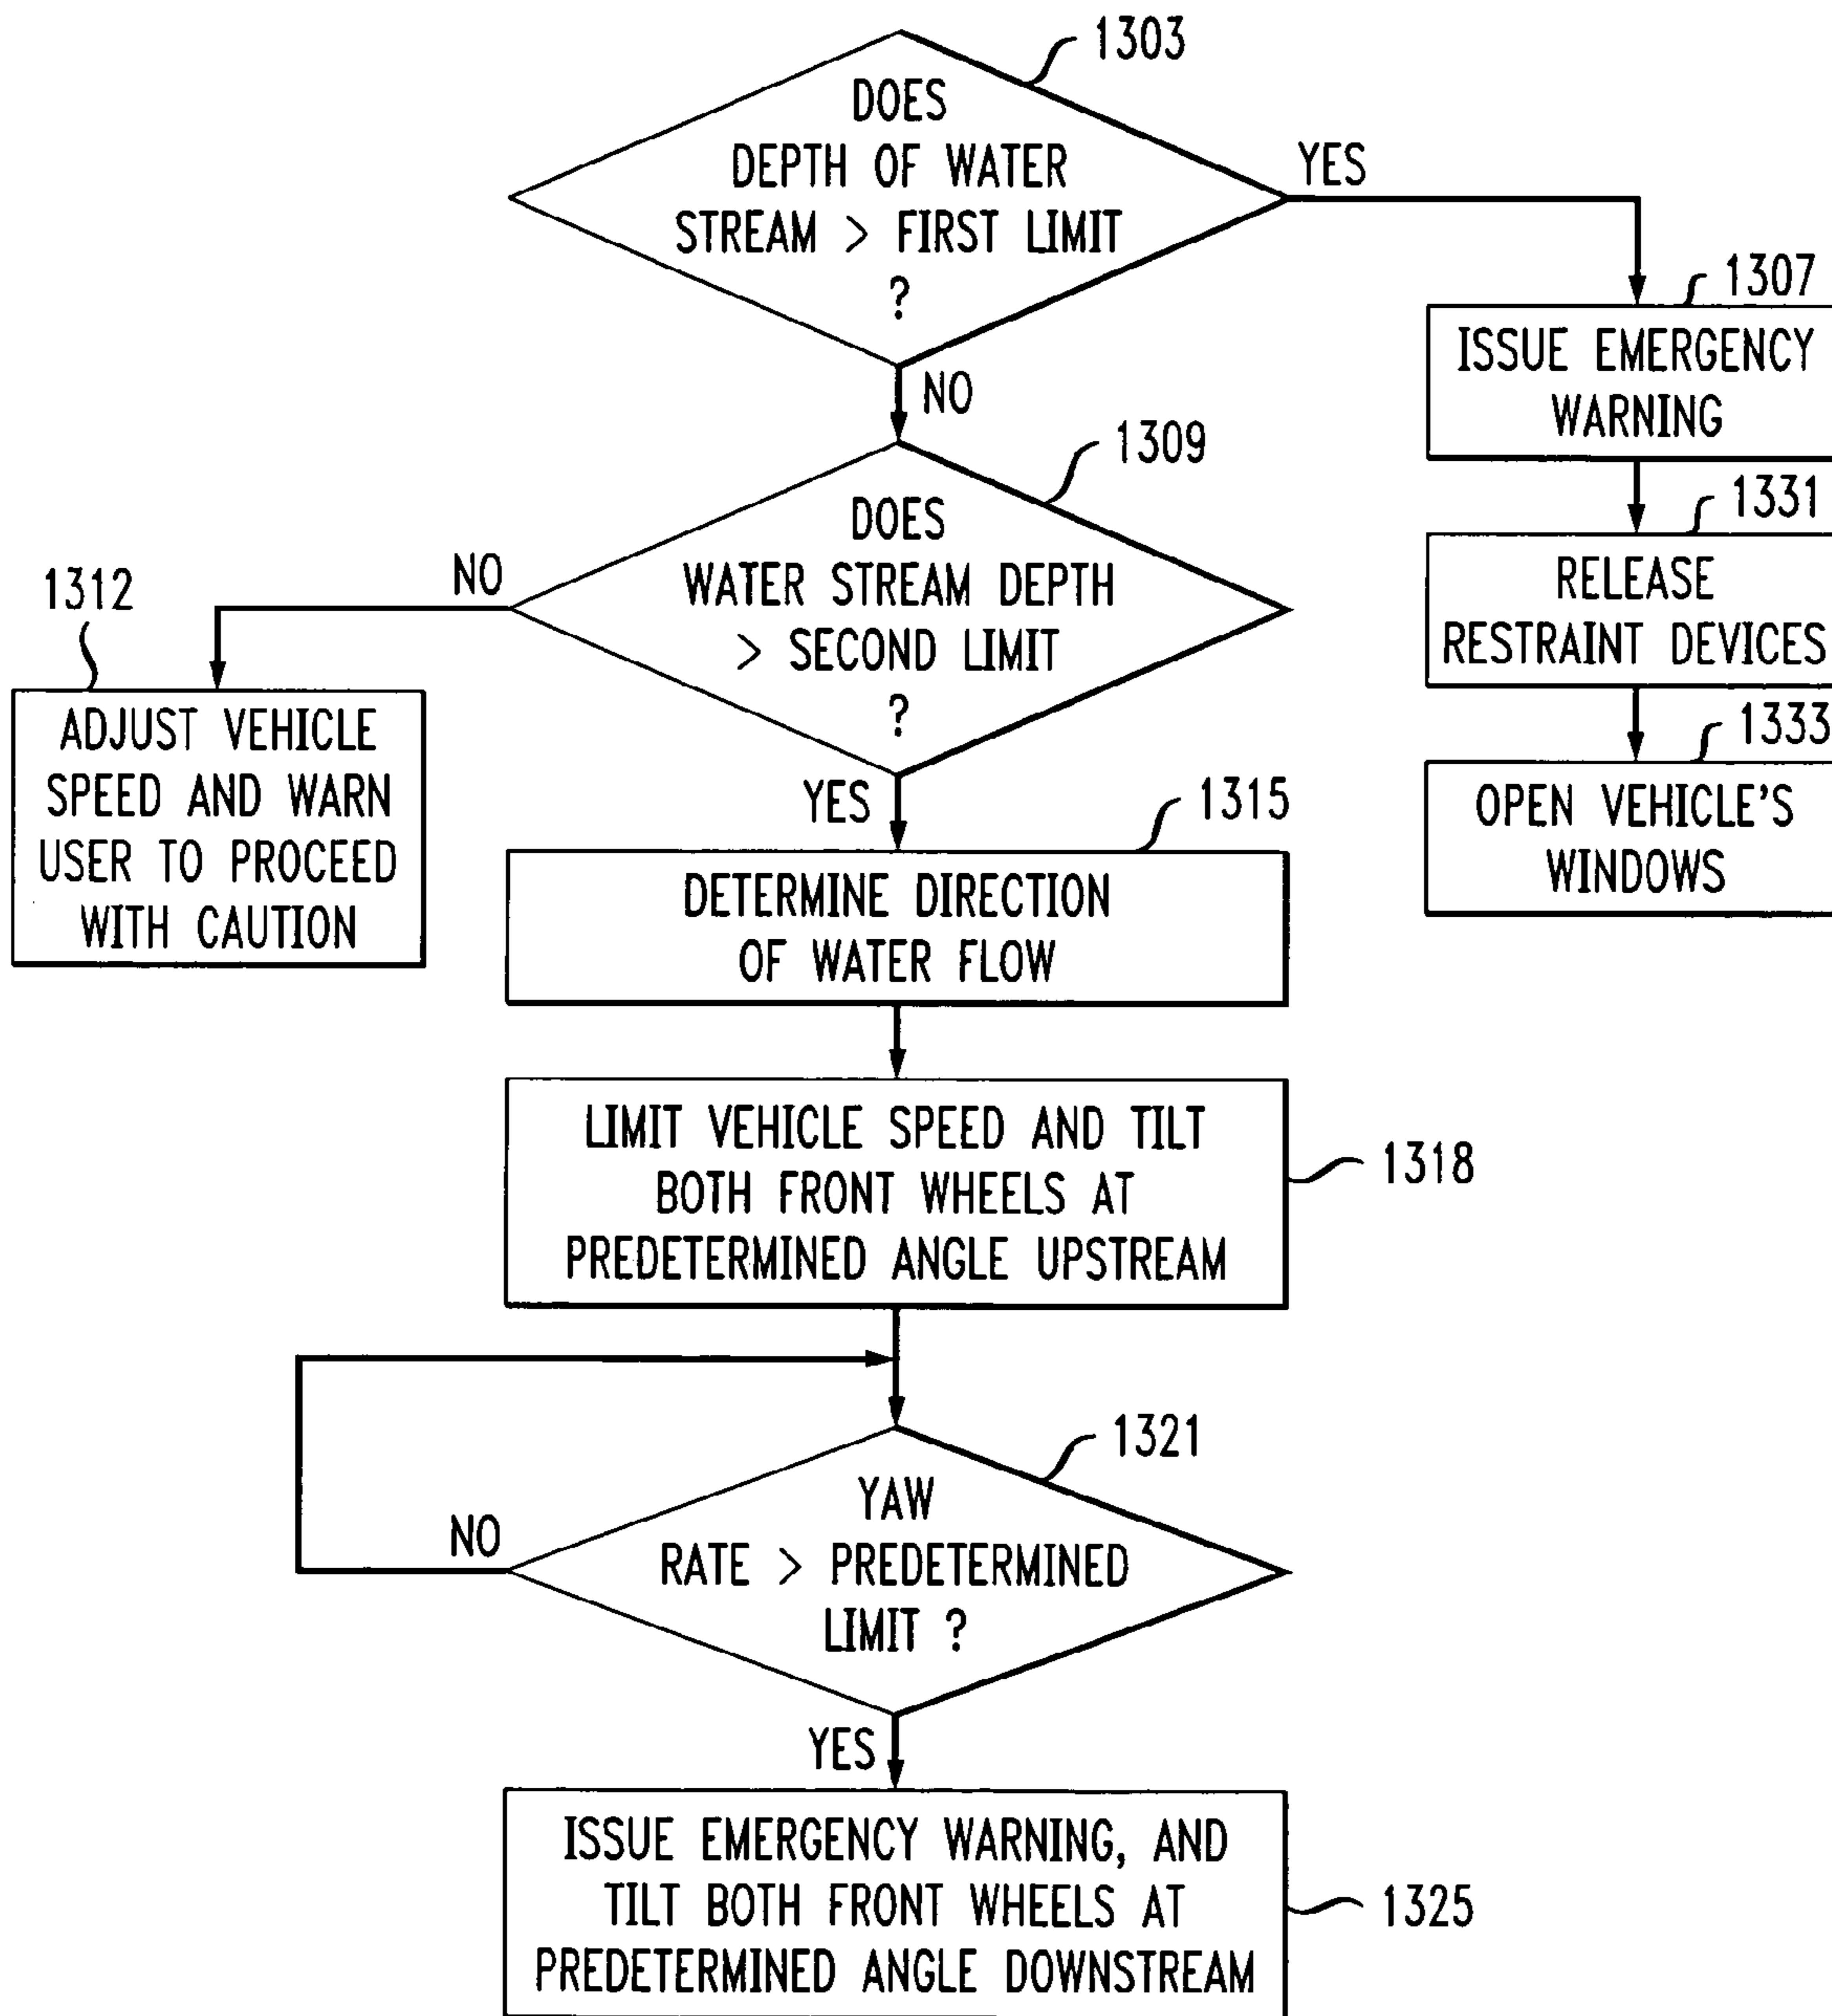 1303
DOES
DEPTH OF WATER
STREAM > FIRST LIMIT
?
YES
NO
1307
ISSUE EMERGENCY
WARNING
1331
RELEASE
RESTRAINT DEVICES
1333
OPEN VEHICLE'S
WINDOWS
1309
DOES
WATER STREAM DEPTH
> SECOND LIMIT
?
NO
YES
1312
ADJUST VEHICLE
SPEED AND WARN
USER TO PROCEED
WITH CAUTION
1315
DETERMINE DIRECTION
OF WATER FLOW
LIMIT VEHICLE SPEED AND TILT
BOTH FRONT WHEELS AT
PREDETERMINED ANGLE UPSTREAM
1318
1321
YAW
RATE > PREDETERMINED
LIMIT ?
NO
YES
ISSUE EMERGENCY WARNING, AND
TILT BOTH FRONT WHEELS AT
PREDETERMINED ANGLE DOWNSTREAM
1325